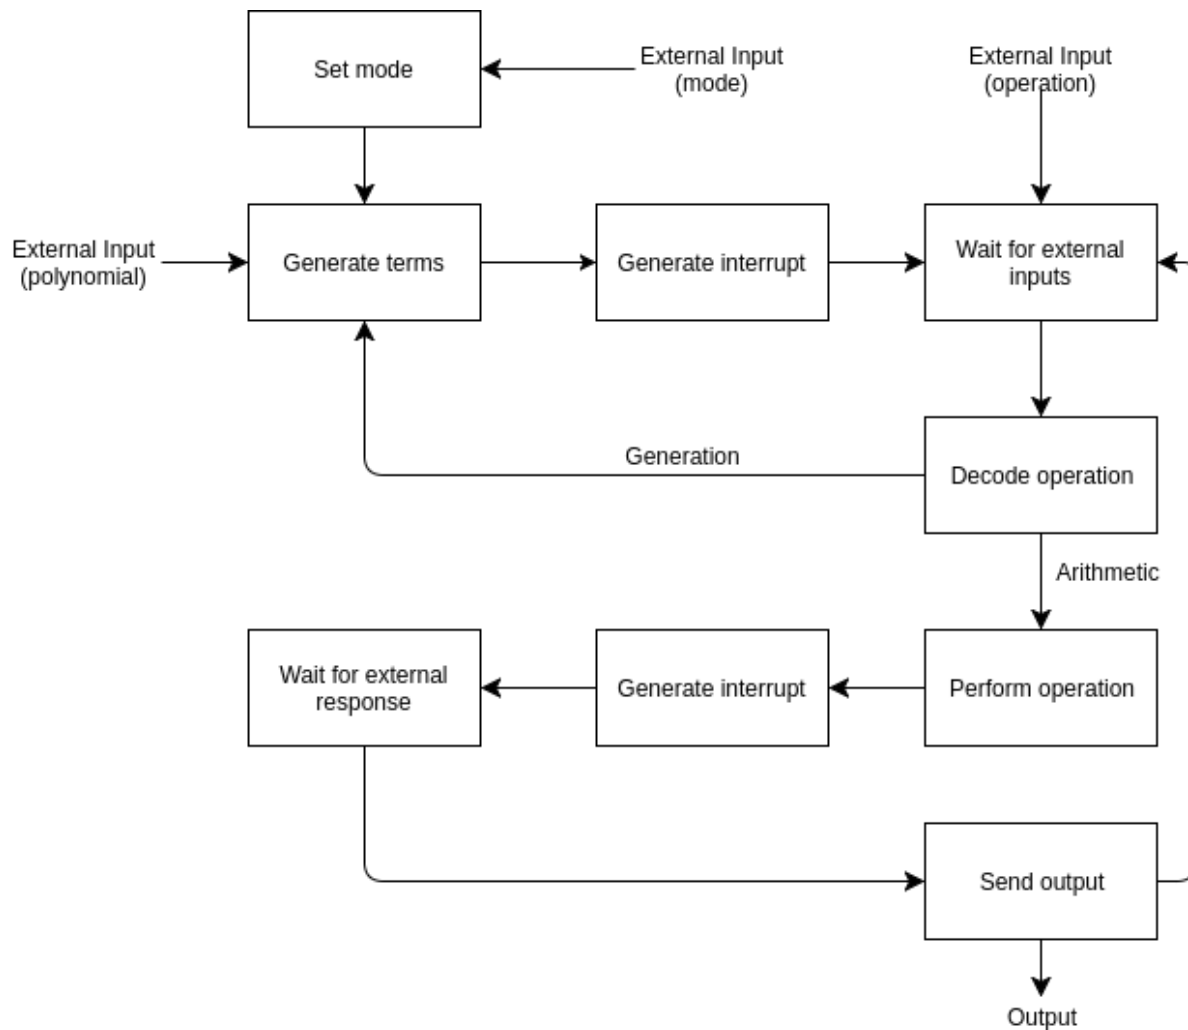 Set mode
External Input
(mode)
External Input
(operation)
External Input
(polynomial)
Generate terms
Generate interrupt
Wait for external
inputs
Generation
Decode operation
Arithmetic
Wait for external
response
Generate interrupt
Perform operation
Send output
Output